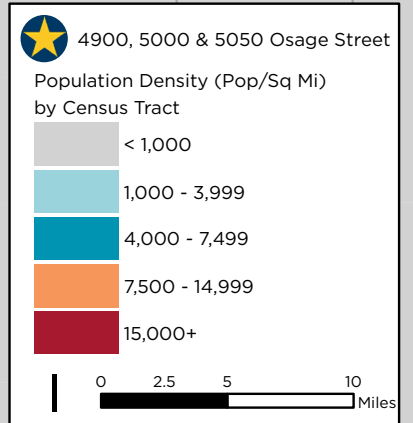 4900, 5000 & 5050 Osage Street
Population Density (Pop/Sq Mi)
by Census Tract
< 1,000
1,000 - 3,999
4,000 - 7,499
7,500 - 14,999
15,000+
0 2.5 5 10
Miles